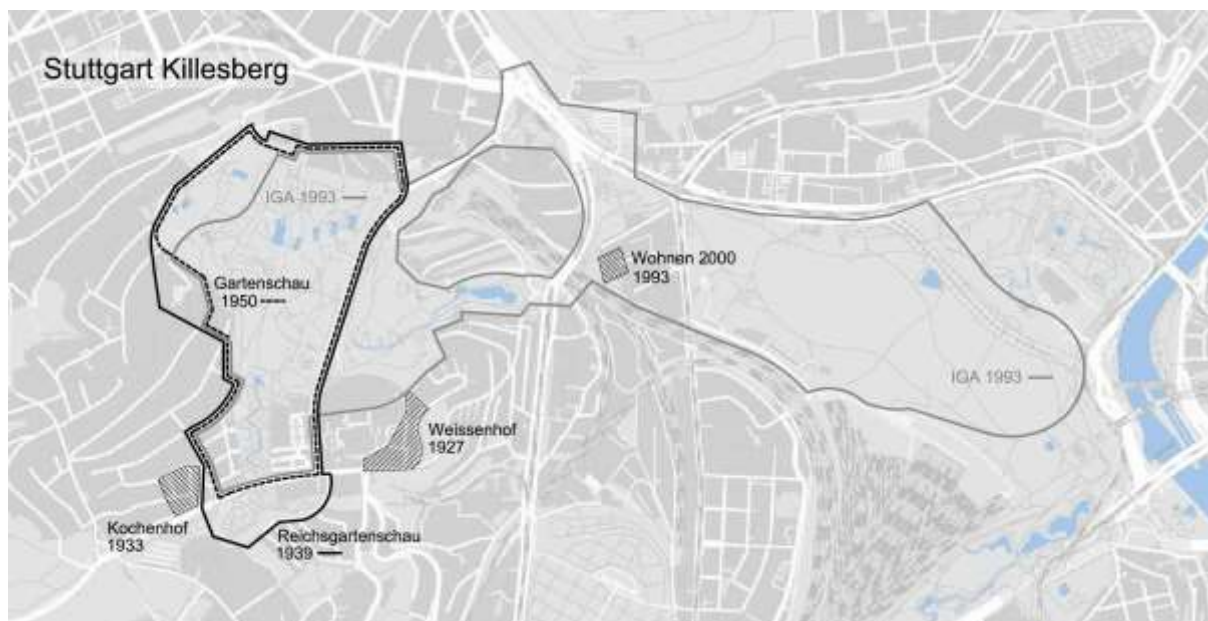 Stuttgart Killesberg
IGA 1993
Gartenschau
1950
Wohnen 2000
1993
IGA 1993
Weissenhof
1927
Kochenhof
1933
Reichsgartenschau
1939